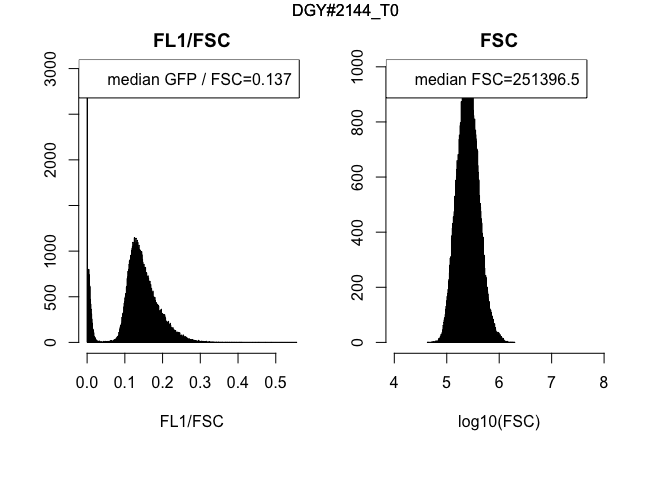 DGY#2144_T0
FL1/FSC
median GFP / FSC=0.137
3000
2000
1000
500
0
0.0 0.1 0.2 0.3 0.4 0.5
FL1/FSC
FSC
median FSC=251396.5
1000
800
600
400
200
0
4 5 6 7 8
log10(FSC)